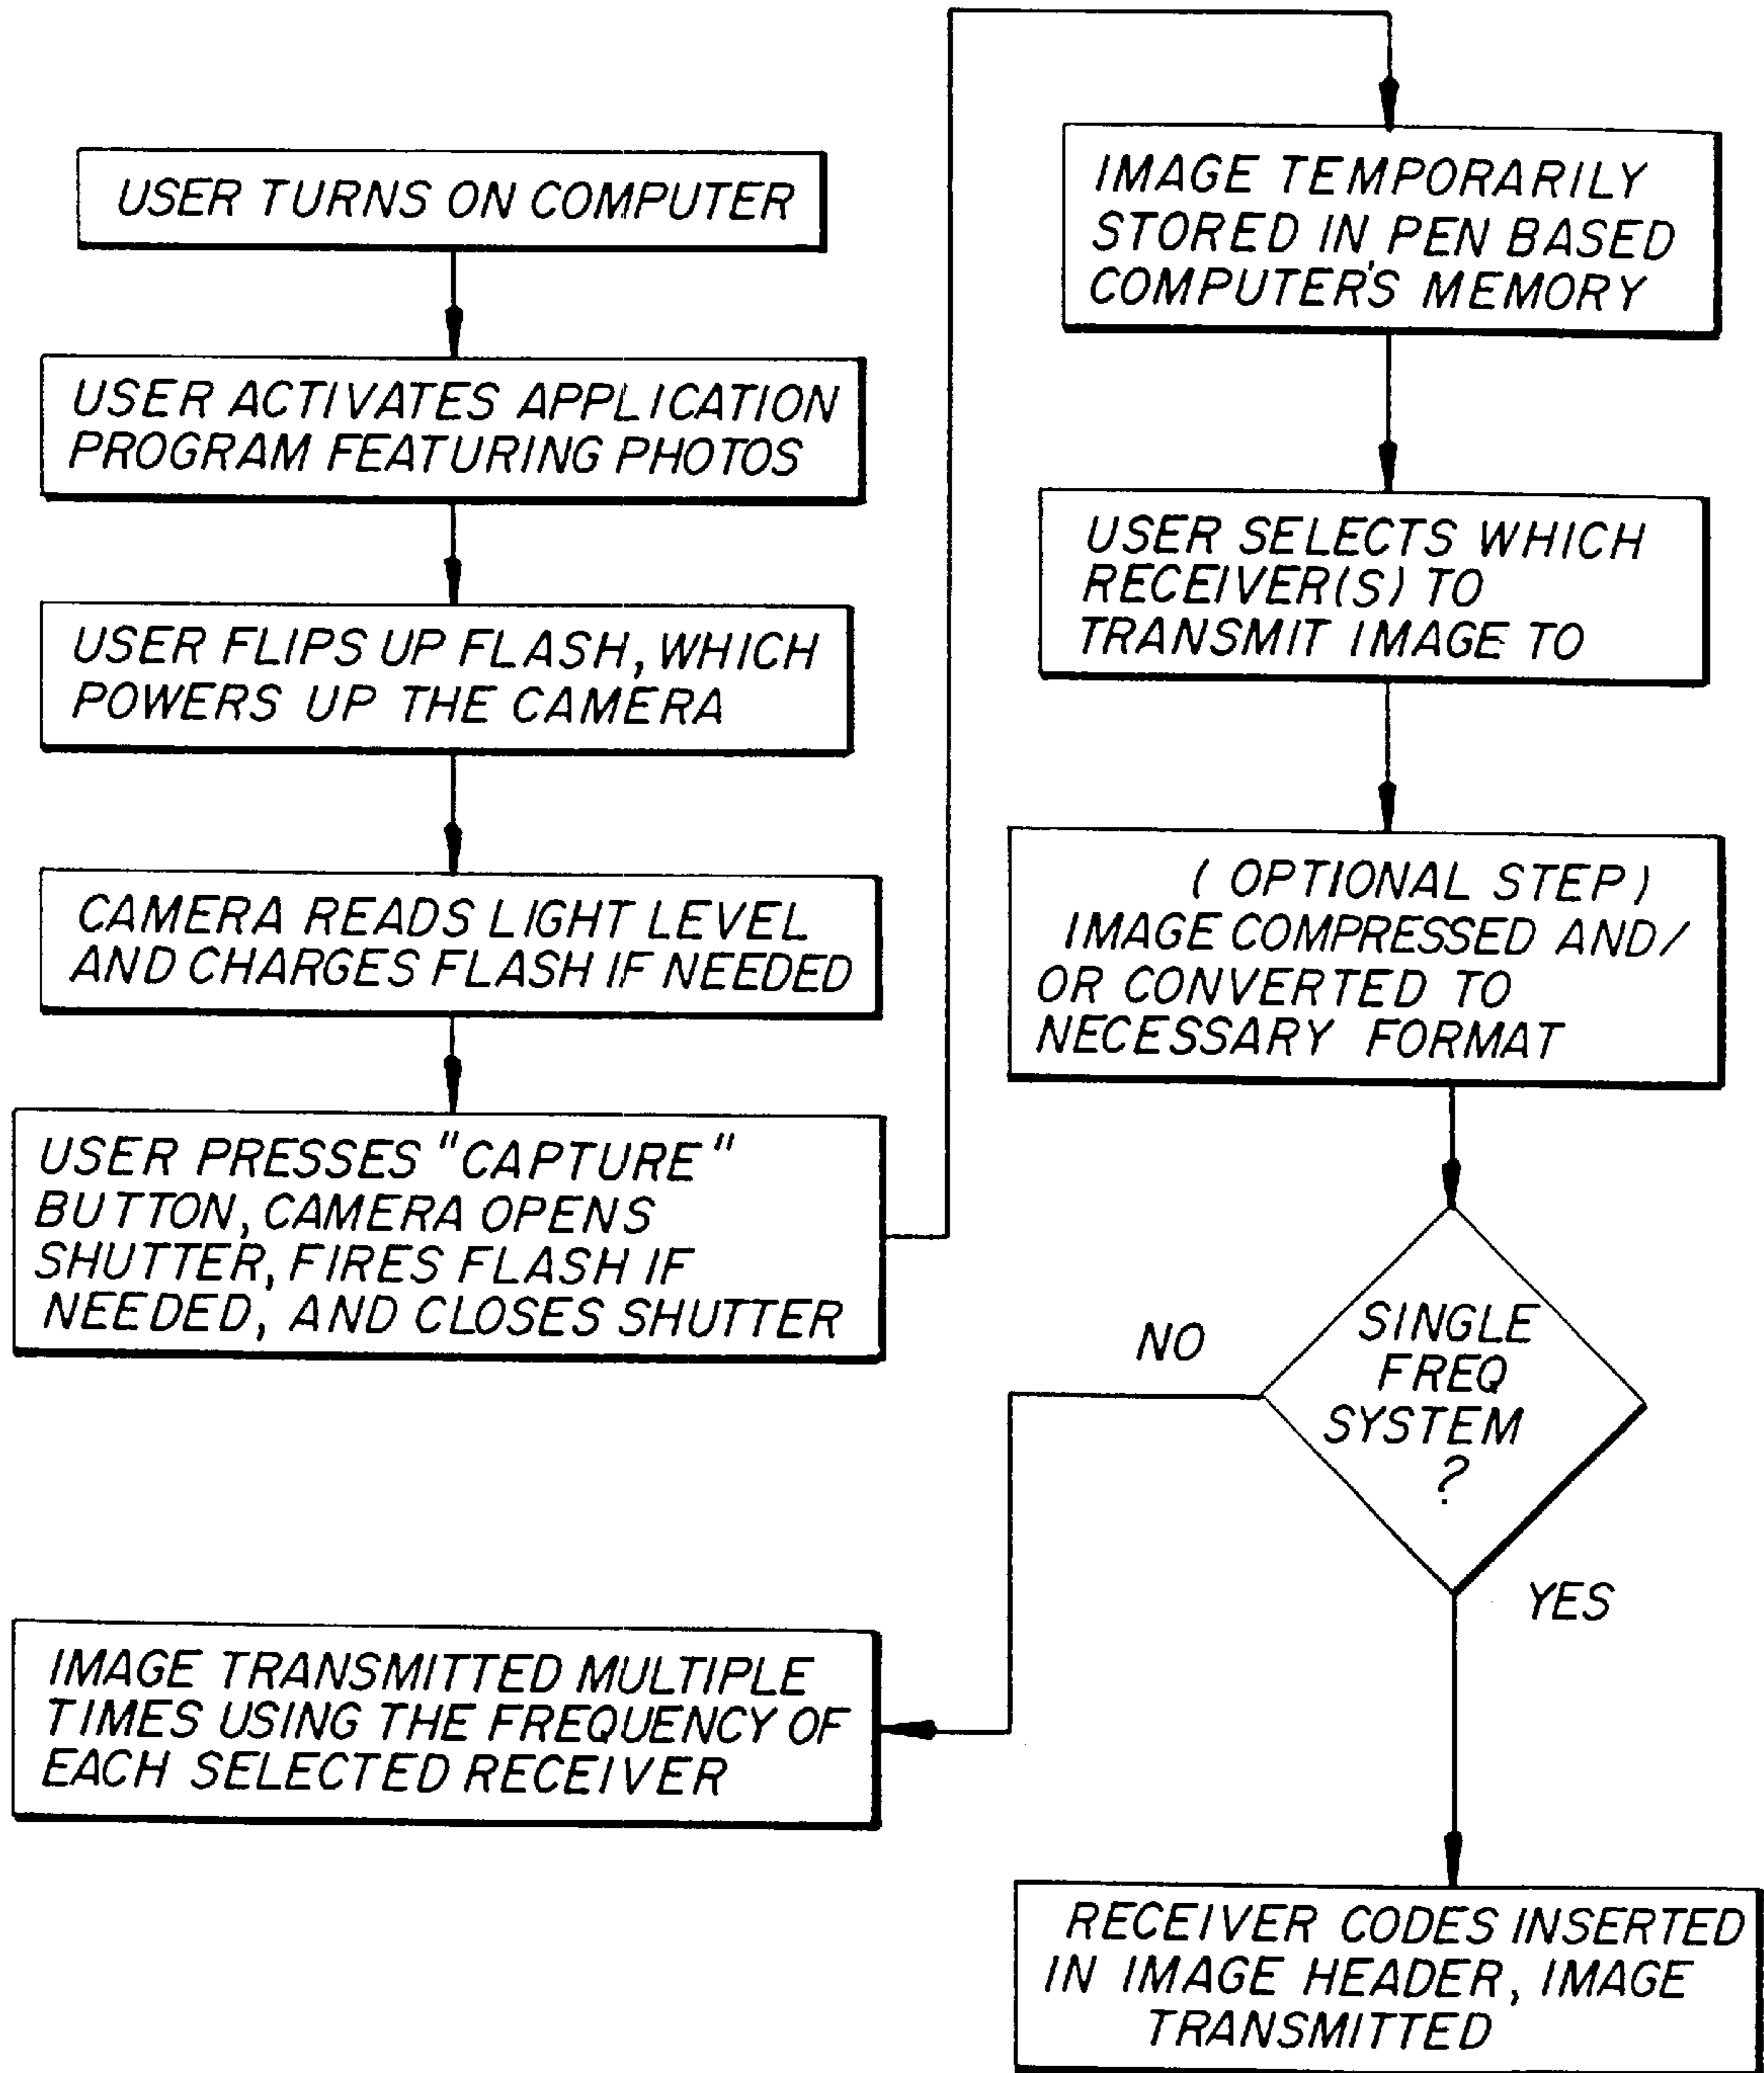 USER TURNS ON COMPUTER
USER ACTIVATES APPLICATION
PROGRAM FEATURING PHOTOS
USER FLIPS UP FLASH, WHICH
POWERS UP THE CAMERA
CAMERA READS LIGHT LEVEL
AND CHARGES FLASH IF NEEDED
USER PRESSES "CAPTURE"
BUTTON, CAMERA OPENS
SHUTTER, FIRES FLASH IF
NEEDED, AND CLOSES SHUTTER
IMAGE TEMPORARILY
STORED IN PEN BASED
COMPUTER'S MEMORY
USER SELECTS WHICH
RECEIVER(S) TO
TRANSMIT IMAGE TO
( OPTIONAL STEP )
IMAGE COMPRESSED AND/
OR CONVERTED TO
NECESSARY FORMAT
SINGLE
FREQ
SYSTEM
?
NO
IMAGE TRANSMITTED MULTIPLE
TIMES USING THE FREQUENCY OF
EACH SELECTED RECEIVER
YES
RECEIVER CODES INSERTED
IN IMAGE HEADER, IMAGE
TRANSMITTED